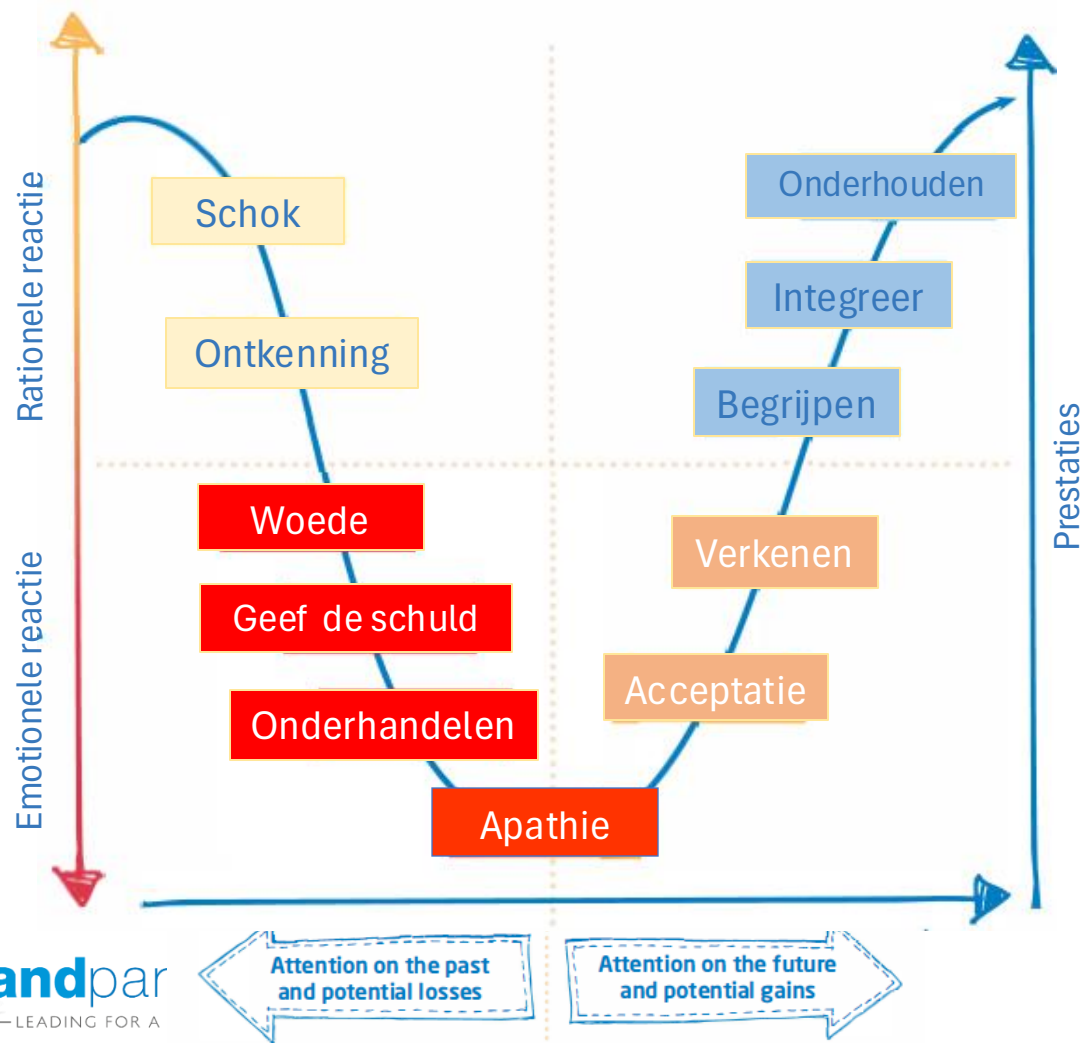 Rationele reactie
Emotionele reactie
Schok
Ontkenning
Woede
Geef de schuld
Onderhandelen
Apathie
Acceptatie
Verkenen
Begrijpen
Integreer
Onderhouden
Prestaties
andpar
LEADING FOR A
Attention on the past
and potential losses
Attention on the future
and potential gains